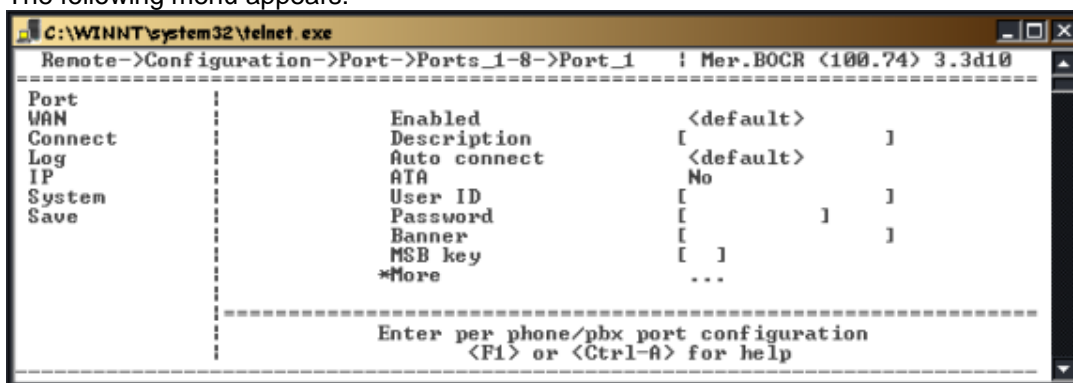 The following menu appears:
C:\WINNT\system32\telnet.exe
Remote->Configuration->Port->Ports_1-8->Port_1 ¦ Mer.BOCR <100.74> 3.3d10
Port
WAN
Connect
Log
IP
System
Save
Enabled <default>
Description [ ]
Auto connect <default>
ATA No
User ID [ ]
Password [ ]
Banner [ ]
MSB key [ ]
*More ...
Enter per phone/pbx port configuration
<F1> or <Ctrl-A> for help